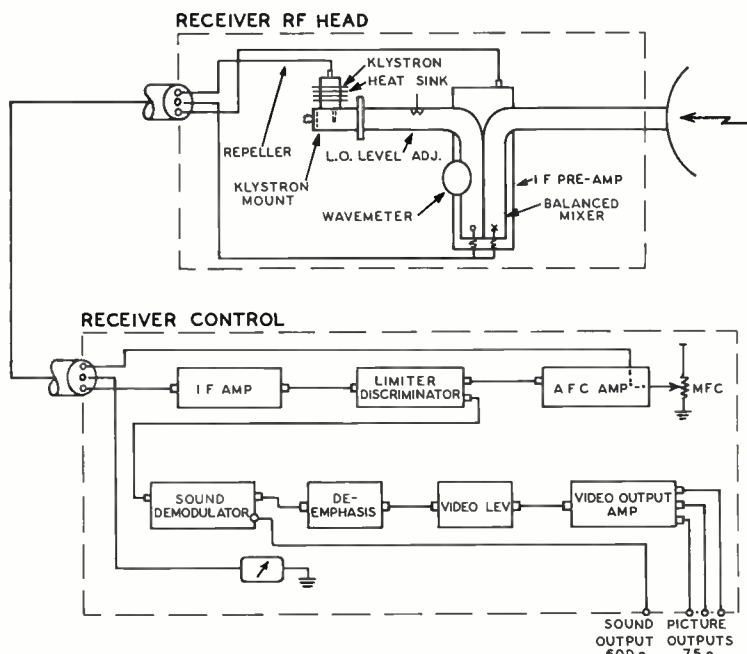 RECEIVER RF HEAD
KLYSTRON
HEAT SINK
REPELLER
L.O. LEVEL ADJ.
KLYSTRON
MOUNT
WAVEMETER
I F PRE-AMP
BALANCED
MIXER
RECEIVER CONTROL
I F AMP
LIMITER
DISCRIMINATOR
A F C AMP
MFC
SOUND
DEMODULATOR
DE-
EMPHASIS
VIDEO LEV
VIDEO OUTPUT
AMP
SOUND
OUTPUT
PICTURE
OUTPUTS